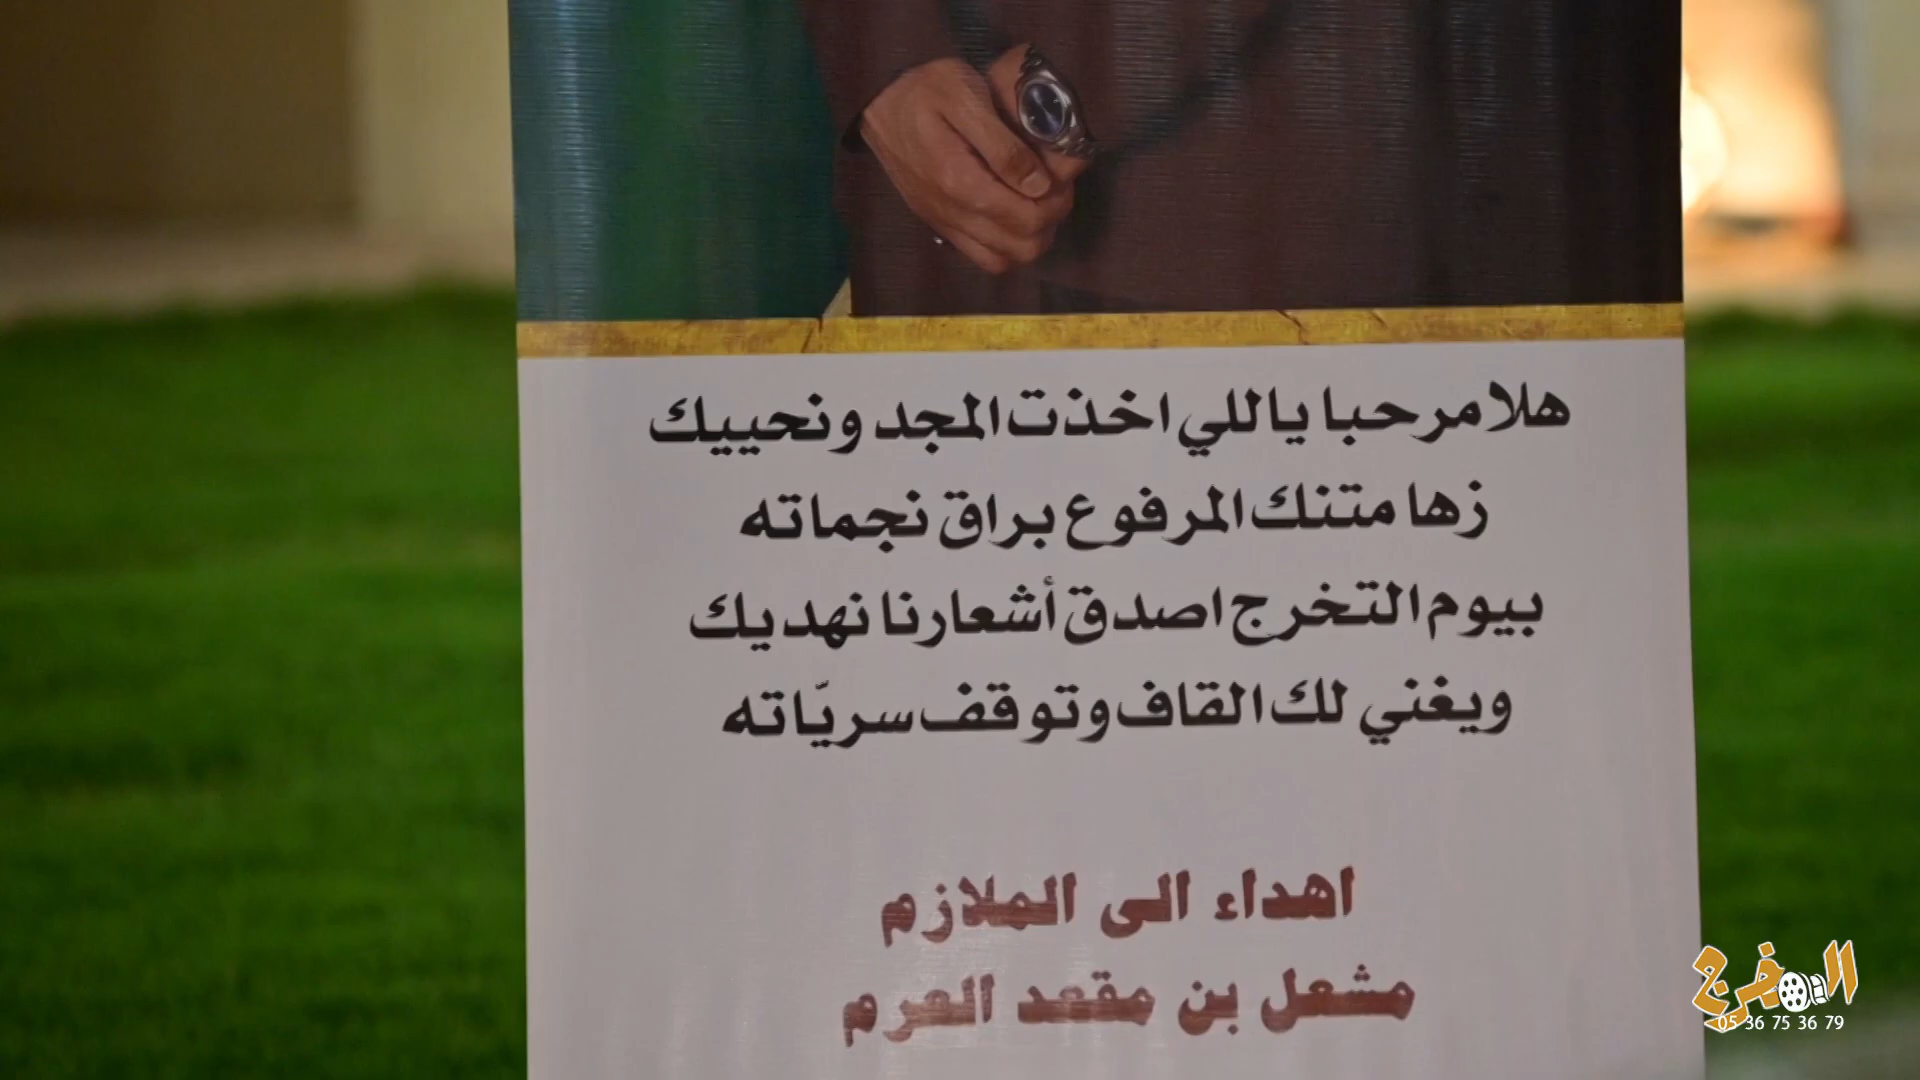 هلا مرحبا ياللي اخذت المجد ونحييك
زها متنك المرفوع براق نجماته
بيوم التخرج اصدق أشعارنا نهديك
ويغني لك القاف وتوقف سريّاته
اهداء الى الملازم
مشعل بن مقعد العرم
المخرج
05 36 75 36 79